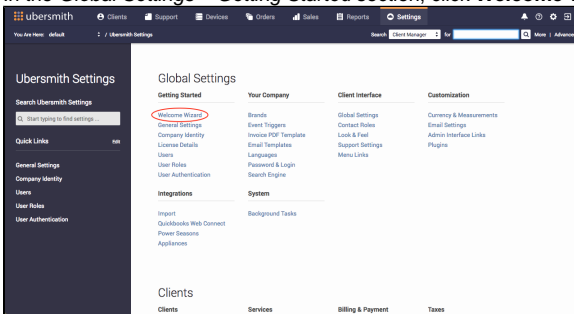 In the Global Settings - Getting Started section, click Welcome
ubersmith Clients Support Devices Orders Sales Reports Settings
You Are Here: default / Ubersmith Settings Search Client Manager for More | Advance
Ubersmith Settings
Search Ubersmith Settings
Start typing to find settings ...
Quick Links Edit
General Settings
Company Identity
Users
User Roles
User Authentication
Global Settings
Getting Started Your Company Client Interface Customization
Welcome Wizard Brands Global Settings Currency & Measurements
General Settings Event Triggers Contact Roles Email Settings
Company Identity Invoice PDF Template Look & Feel Admin Interface Links
License Details Email Templates Support Settings Plugins
Users Languages Menu Links
User Roles Password & Login
User Authentication Search Engine
Integrations System
Import Background Tasks
Quickbooks Web Connect
Power Seasons
Appliances
Clients
Clients Services Billing & Payment Taxes